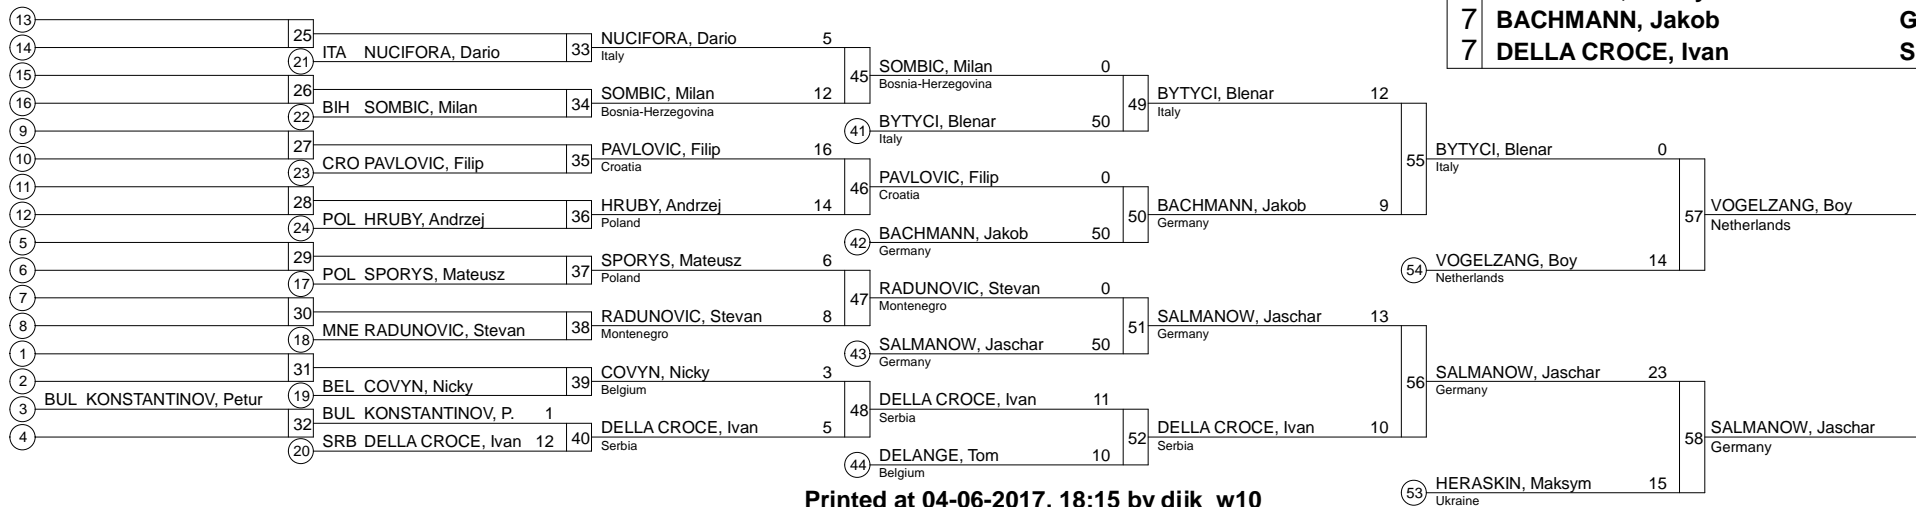 13
7 BACHMANN, Jakob G
25
NUCIFORA, Dario 5
14
ITA NUCIFORA, Dario 33
Italy
7 DELLA CROCE, Ivan S
21
15
45
SOMBIC, Milan 0
26
Bosnia-Herzegovina
16
BIH SOMBIC, Milan 34
SOMBIC, Milan 12
49
BYTYCI, Blenar 12
22
Bosnia-Herzegovina
Italy
9
41
BYTYCI, Blenar 50
27
Italy
10
CRO PAVLOVIC, Filip 35
PAVLOVIC, Filip 16
55
BYTYCI, Blenar 0
23
Croatia
Italy
11
46
PAVLOVIC, Filip 0
28
Croatia
12
POL HRUBY, Andrzej 36
HRUBY, Andrzej 14
50
BACHMANN, Jakob 9
57
VOGELZANG, Boy
24
Poland
Germany
Netherlands
5
42
BACHMANN, Jakob 50
29
Germany
6
POL SPORYS, Mateusz 37
SPORYS, Mateusz 6
54
VOGELZANG, Boy 14
17
Poland
Netherlands
7
47
RADUNOVIC, Stevan 0
30
Montenegro
8
MNE RADUNOVIC, Stevan 38
RADUNOVIC, Stevan 8
51
SALMANOW, Jaschar 13
18
Montenegro
Germany
1
43
SALMANOW, Jaschar 50
31
Germany
2
BEL COVYN, Nicky 39
COVYN, Nicky 3
56
SALMANOW, Jaschar 23
19
Belgium
Germany
3
BUL KONSTANTINOV, Petur
BUL KONSTANTINOV, P. 1
48
DELLA CROCE, Ivan 11
32
Serbia
4
SRB DELLA CROCE, Ivan 12 40
DELLA CROCE, Ivan 5
52
DELLA CROCE, Ivan 10
58
SALMANOW, Jaschar
20
Serbia
Serbia
Germany
44
DELANGE, Tom 10
Belgium
53
HERASKIN, Maksym 15
Ukraine
Printed at 04-06-2017, 18:15 by dijk_w10